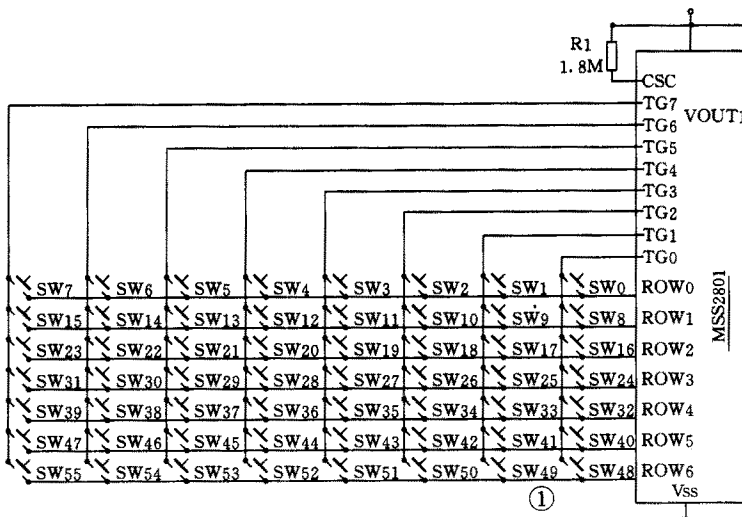 R1
1.8M
CSC
TG7
VOUT1
TG6
TG5
TG4
TG3
TG2
TG1
TG0
SW7 SW6 SW5 SW4 SW3 SW2 SW1 SW0 ROW0
SW15 SW14 SW13 SW12 SW11 SW10 SW9 SW8 ROW1
MSS2801
SW23 SW22 SW21 SW20 SW19 SW18 SW17 SW16 ROW2
SW31 SW30 SW29 SW28 SW27 SW26 SW25 SW24 ROW3
SW39 SW38 SW37 SW36 SW35 SW34 SW33 SW32 ROW4
SW47 SW46 SW45 SW44 SW43 SW42 SW41 SW40 ROW5
SW55 SW54 SW53 SW52 SW51 SW50 SW49 SW48 ROW6
① Vss